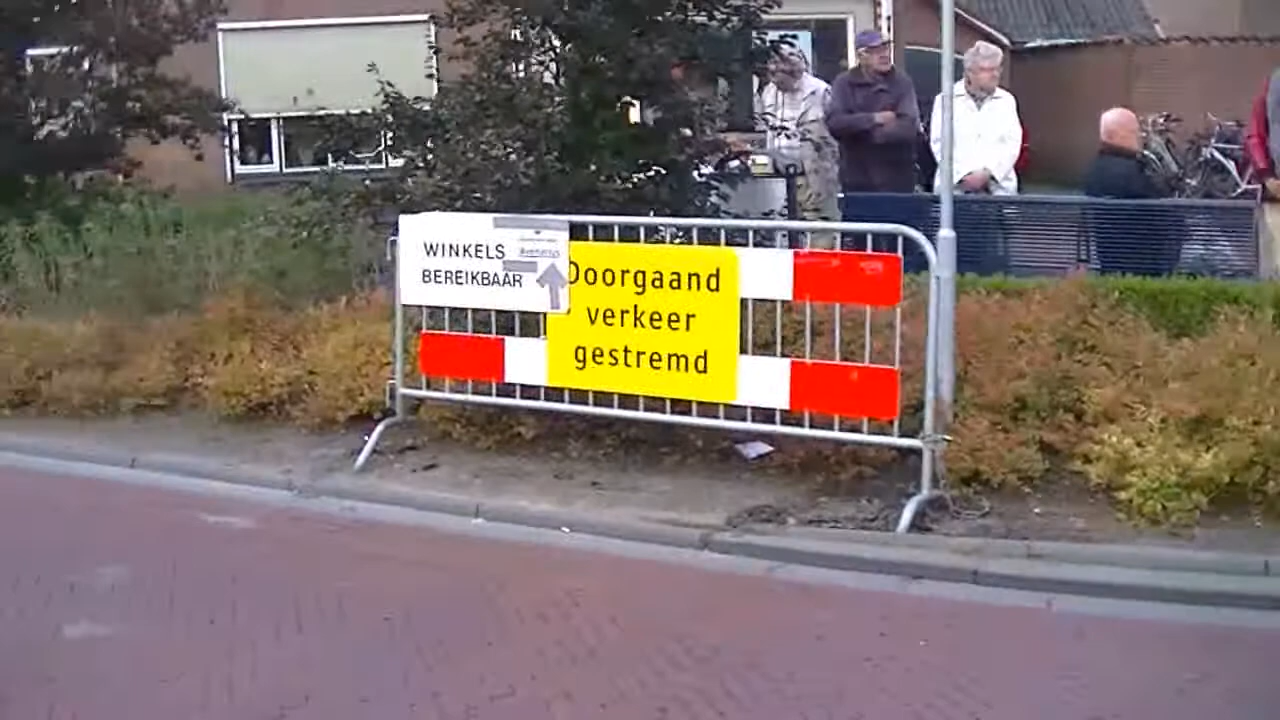 WINKELS
BEREIKBAAR
Doorgaand
verkeer
gestremd